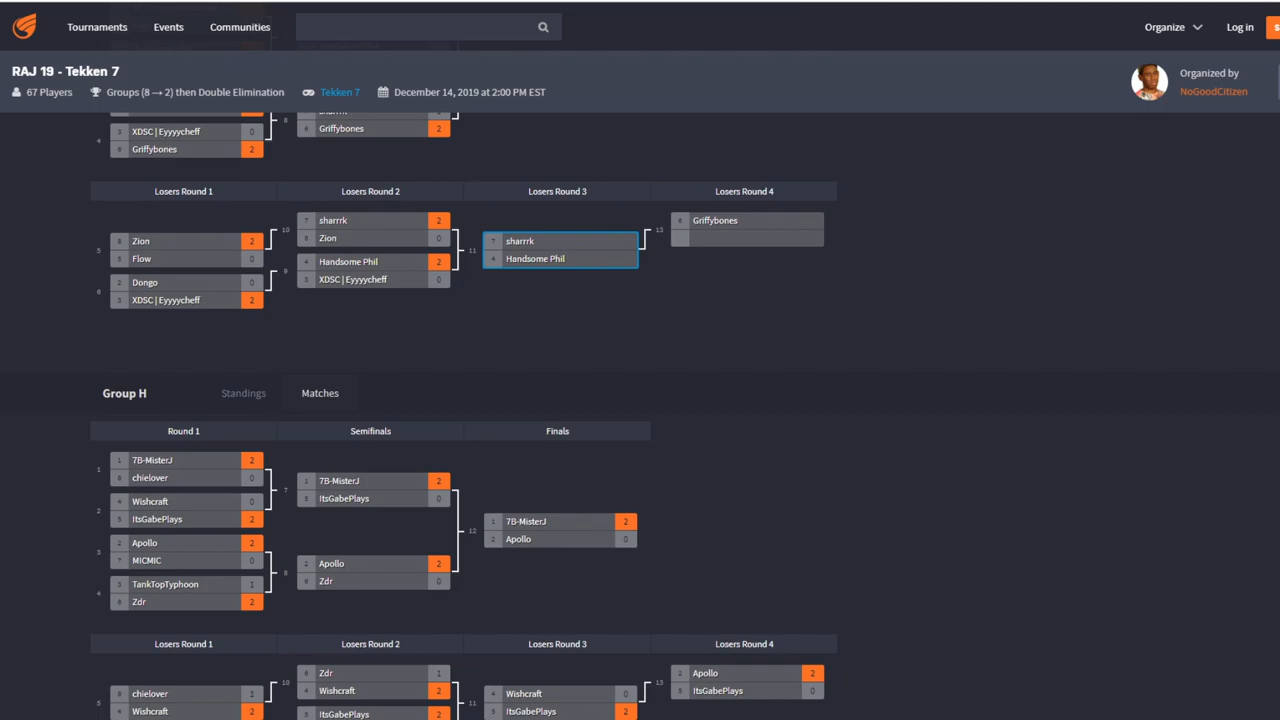 Tournaments Events Communities Organize Log in
RAJ 19 - Tekken 7
67 Players Groups (8 → 2) then Double Elimination Tekken 7 December 14, 2019 at 2:00 PM EST
Organized by
NoGoodCitizen
4
3 XDSC | Eyyyycheff 0
6 Griffybones 2
8
6 Griffybones 2
Losers Round 1 Losers Round 2 Losers Round 3 Losers Round 4
5
8 Zion 2
5 Flow 0
6
2 Dongo 0
3 XDSC | Eyyyycheff 2
10
7 sharrrk 2
8 Zion 0
9
4 Handsome Phil 2
3 XDSC | Eyyyycheff 0
11
7 sharrrk
4 Handsome Phil
13
6 Griffybones
Group H Standings Matches
Round 1 Semifinals Finals
1
1 7B-MisterJ 2
8 chielover 0
2
4 Wishcraft 0
5 ItsGabePlays 2
3
2 Apollo 2
7 MICMIC 0
4
3 TankTopTyphoon 1
6 Zdr 2
7
1 7B-MisterJ 2
5 ItsGabePlays 0
8
2 Apollo 2
6 Zdr 0
12
1 7B-MisterJ 2
2 Apollo 0
Losers Round 1 Losers Round 2 Losers Round 3 Losers Round 4
5
8 chielover 1
4 Wishcraft 2
10
6 Zdr 1
4 Wishcraft 2
5 ItsGabePlays 2
11
4 Wishcraft 0
5 ItsGabePlays 2
13
2 Apollo 2
5 ItsGabePlays 0